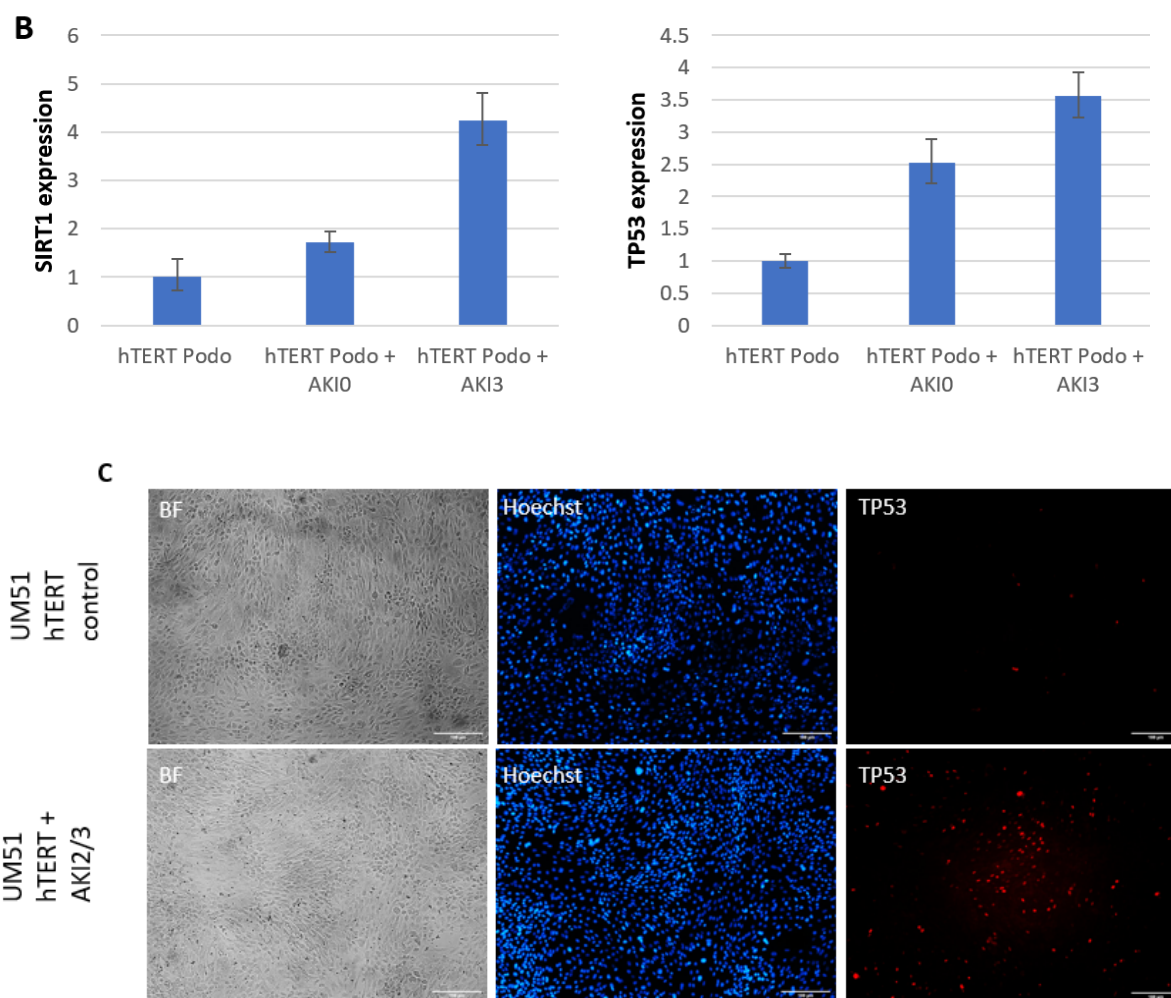 B
SIRT1 expression
6
5
4
3
2
1
0
hTERT Podo
hTERT Podo +
AKI0
hTERT Podo +
AKI3
TP53 expression
4.5
4
3.5
3
2.5
2
1.5
1
0.5
0
hTERT Podo
hTERT Podo +
AKI0
hTERT Podo +
AKI3
C
UM51
hTERT
control
BF
Hoechst
TP53
UM51
hTERT +
AKI2/3
BF
Hoechst
TP53